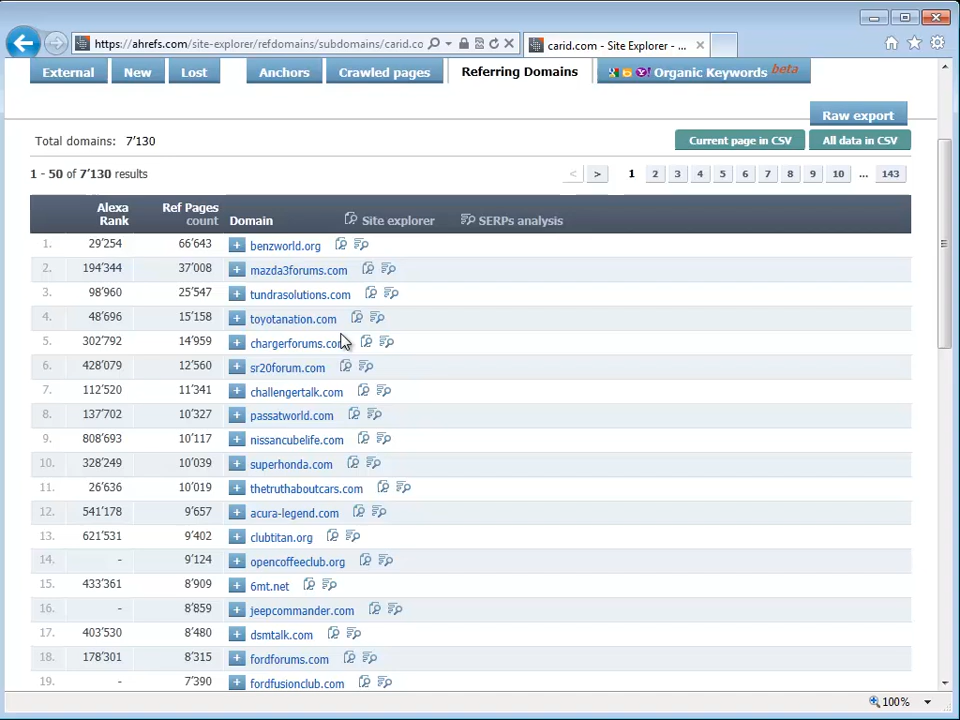 https://ahrefs.com/site-explorer/refdomains/subdomains/carid.co
carid.com - Site Explorer - ...
External New Lost Anchors Crawled pages Referring Domains Organic Keywords beta
Raw export
Total domains: 7'130 Current page in CSV All data in CSV
1 - 50 of 7'130 results < > 1 2 3 4 5 6 7 8 9 10 ... 143
Alexa Rank Ref Pages count Domain Site explorer SERPs analysis
1. 29'254 66'643 benzworld.org
2. 194'344 37'008 mazda3forums.com
3. 98'960 25'547 tundrasolutions.com
4. 48'696 15'158 toyotanation.com
5. 302'792 14'959 chargerforums.com
6. 428'079 12'560 sr20forum.com
7. 112'520 11'341 challengertalk.com
8. 137'702 10'327 passatworld.com
9. 808'693 10'117 nissancubelife.com
10. 328'249 10'039 superhonda.com
11. 26'636 10'019 thetruthaboutcars.com
12. 541'178 9'657 acura-legend.com
13. 621'531 9'402 clubtitan.org
14. - 9'124 opencoffeeclub.org
15. 433'361 8'909 6mt.net
16. - 8'859 jeepcommander.com
17. 403'530 8'480 dsmtalk.com
18. 178'301 8'315 fordforums.com
19. - 7'390 fordfusionclub.com
100%